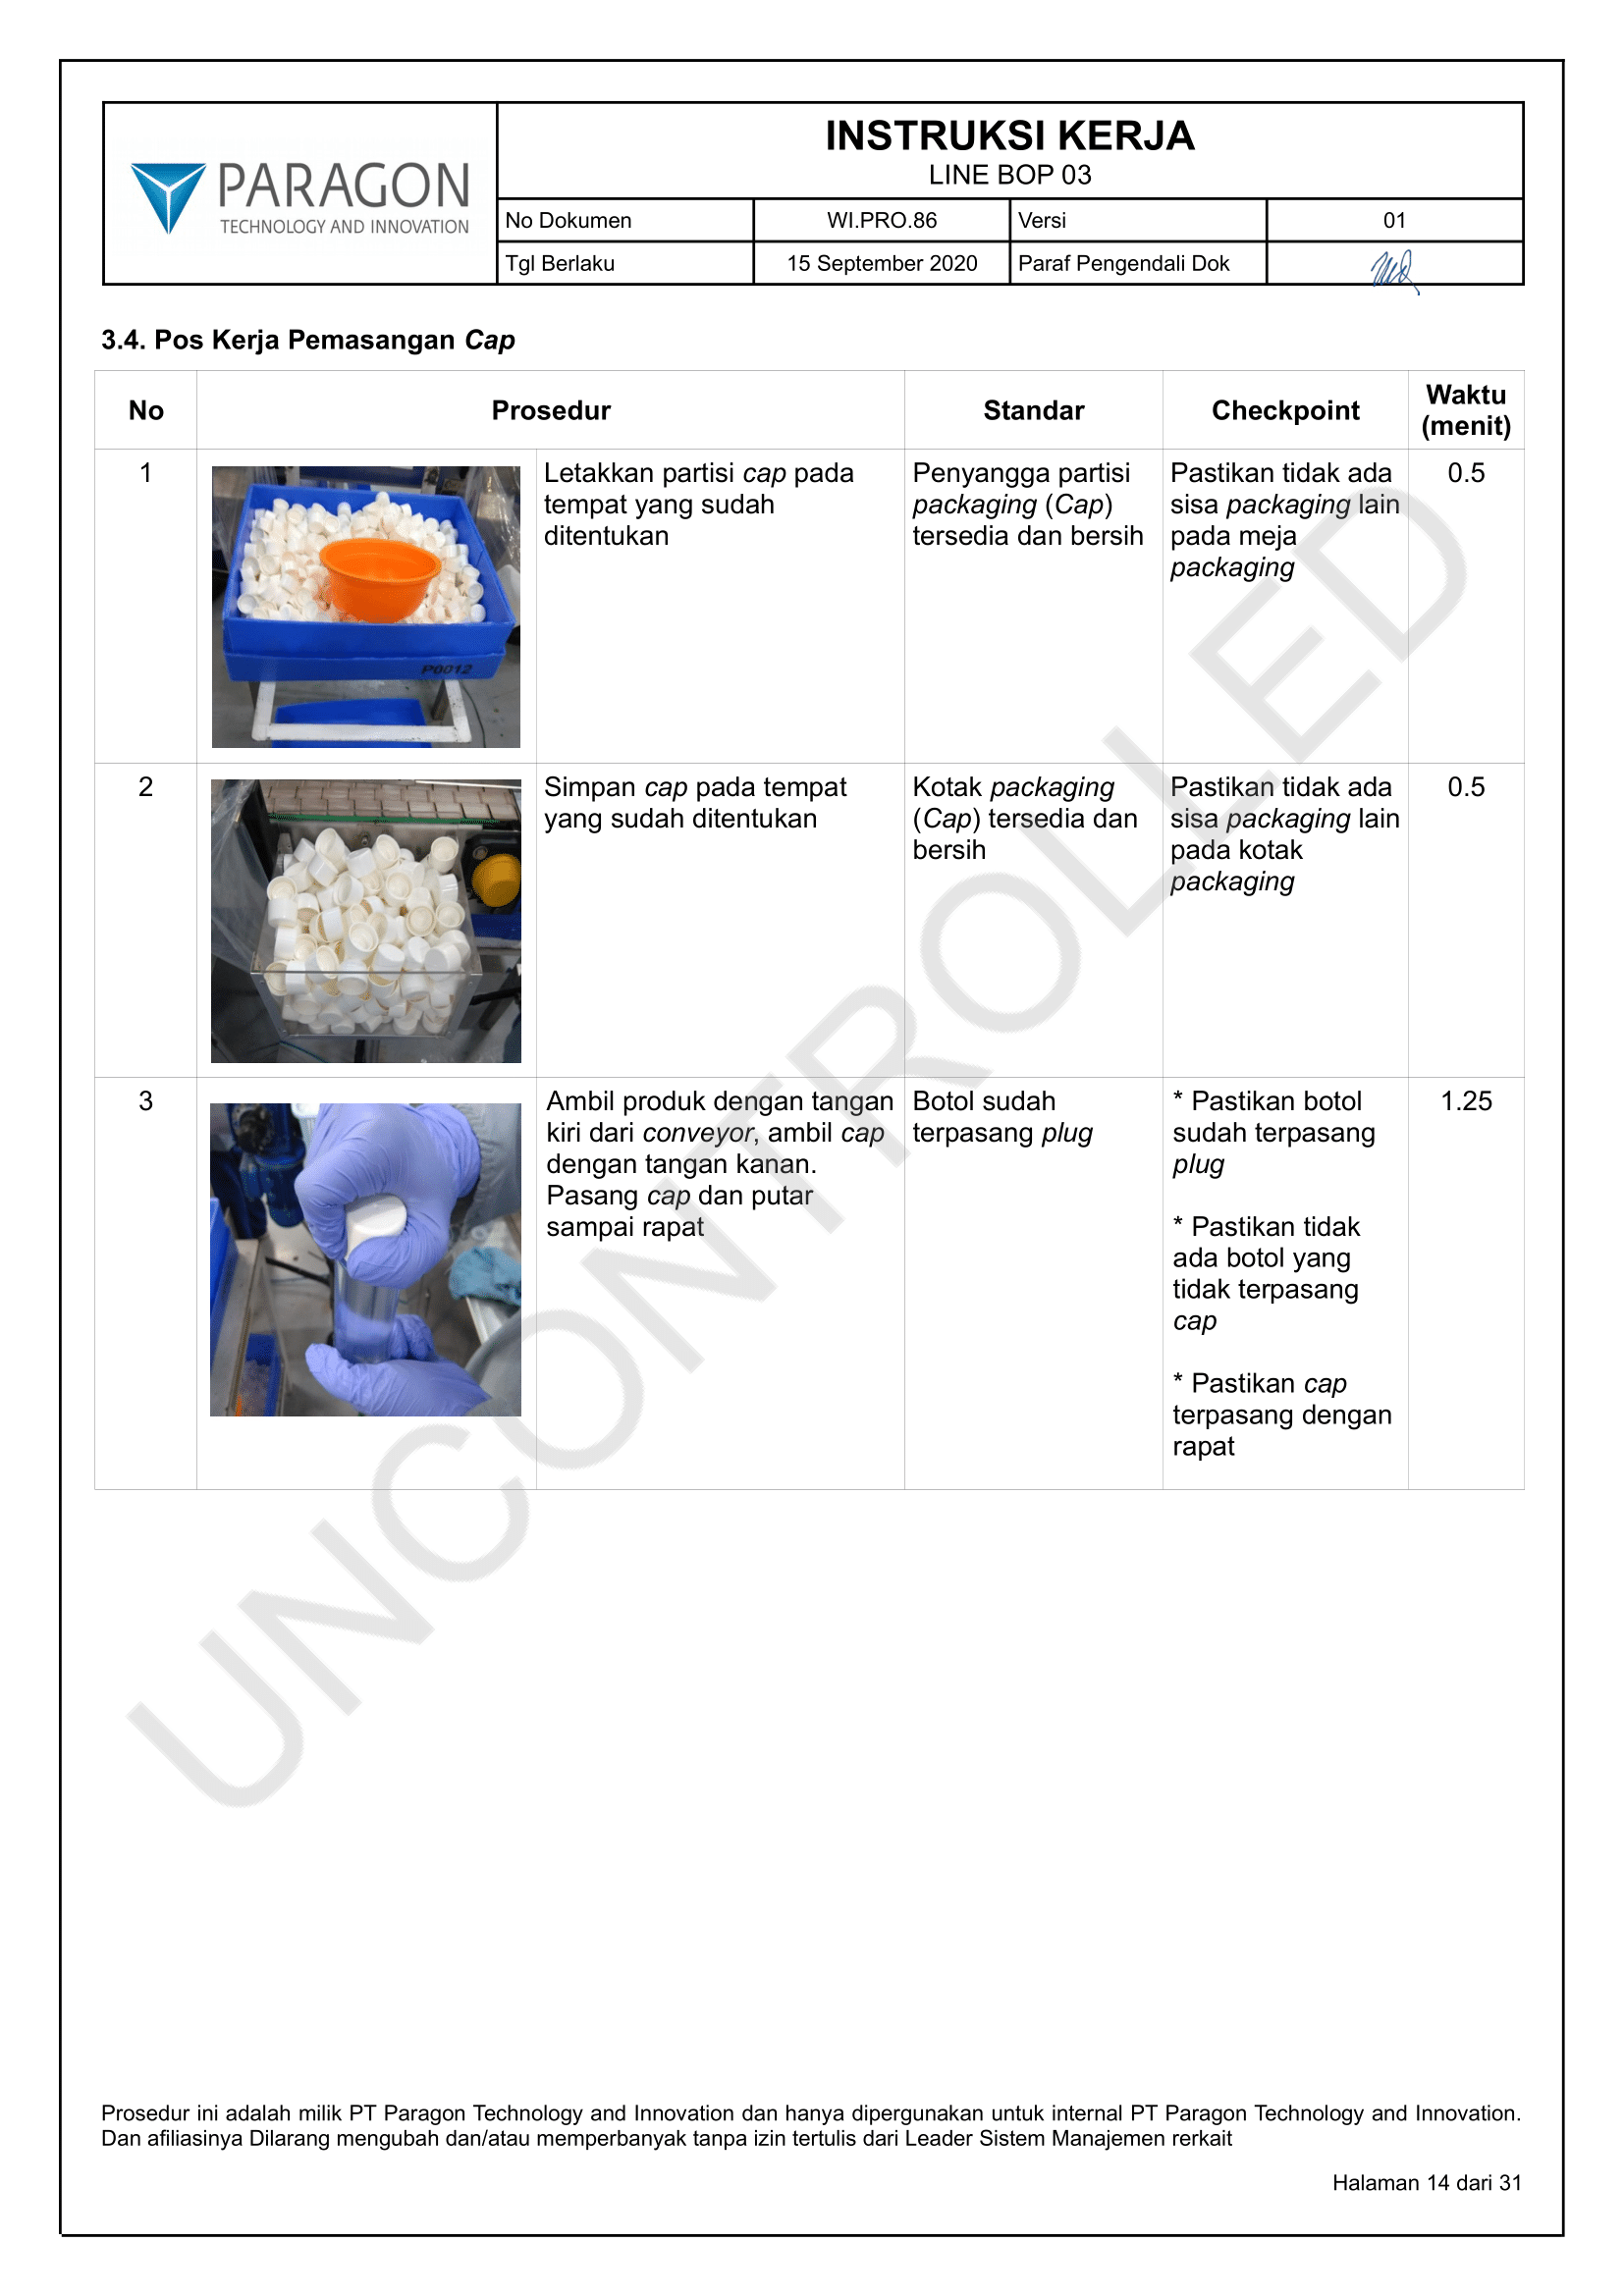 PARAGON
TECHNOLOGY AND INNOVATION
INSTRUKSI KERJA
LINE BOP 03
No Dokumen WI.PRO.86 Versi 01
Tgl Berlaku 15 September 2020 Paraf Pengendali Dok
3.4. Pos Kerja Pemasangan Cap
No Prosedur Standar Checkpoint Waktu (menit)
1
P0012
Letakkan partisi cap pada
tempat yang sudah
ditentukan
Penyangga partisi
packaging (Cap)
tersedia dan bersih
Pastikan tidak ada
sisa packaging lain
pada meja
packaging
0.5
2
Simpan cap pada tempat
yang sudah ditentukan
Kotak packaging
(Cap) tersedia dan
bersih
Pastikan tidak ada
sisa packaging lain
pada kotak
packaging
0.5
3
Ambil produk dengan tangan
kiri dari conveyor, ambil cap
dengan tangan kanan.
Pasang cap dan putar
sampai rapat
Botol sudah
terpasang plug
* Pastikan botol
sudah terpasang
plug
* Pastikan tidak
ada botol yang
tidak terpasang
cap
* Pastikan cap
terpasang dengan
rapat
1.25
UNCONTROLLED
Prosedur ini adalah milik PT Paragon Technology and Innovation dan hanya dipergunakan untuk internal PT Paragon Technology and Innovation.
Dan afiliasinya Dilarang mengubah dan/atau memperbanyak tanpa izin tertulis dari Leader Sistem Manajemen rerkait
Halaman 14 dari 31